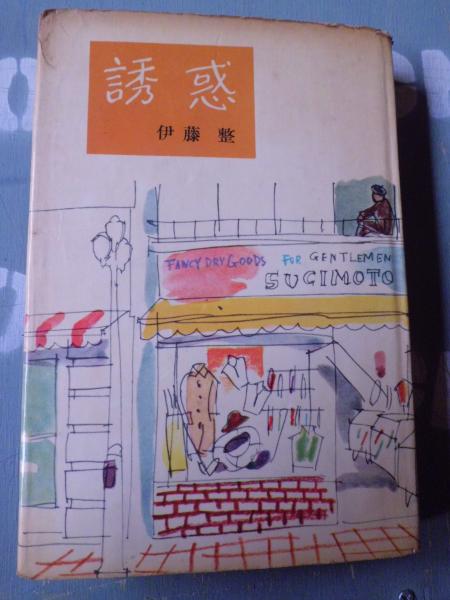 誘惑
伊藤 整
FANCY DRY GOODS FOR GENTLEMEN
SUGIMOTO